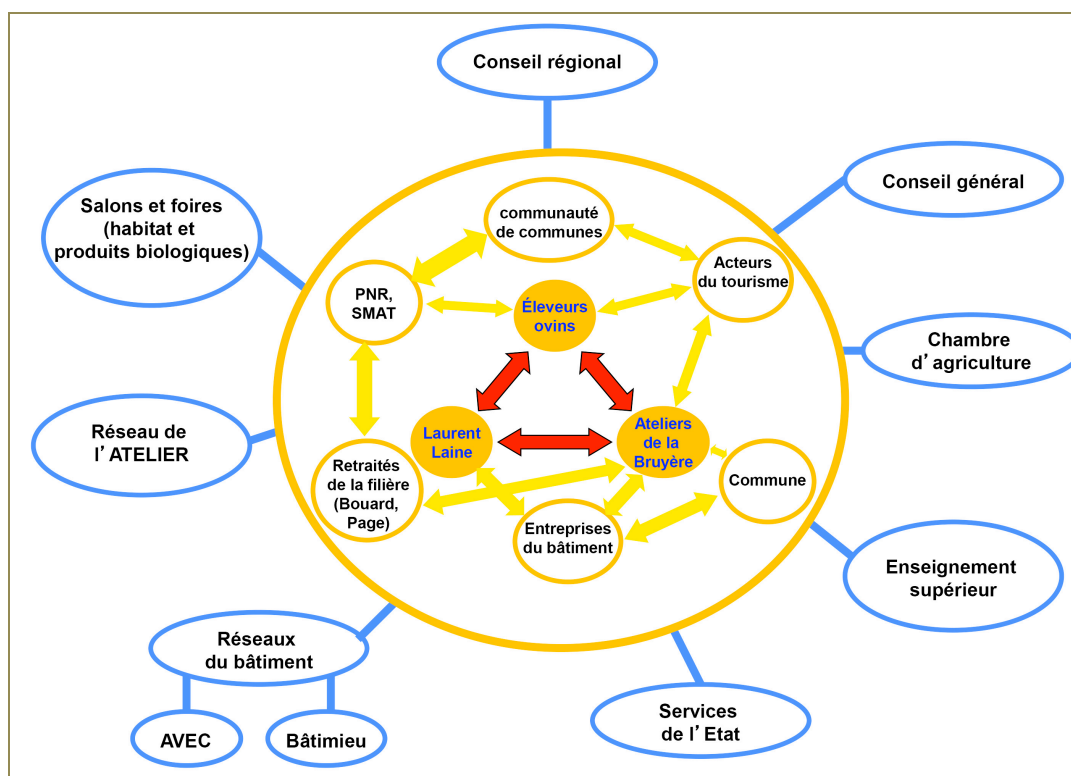 Conseil régional
Conseil général
Salons et foires
(habitat et
produits biologiques)
communauté
de communes
Acteurs
du tourisme
PNR,
SMAT
Éleveurs
ovins
Chambre
d'agriculture
Réseau de
l'ATELIER
Laurent
Laine
Ateliers
de la
Bruyère
Retraités
de la filière
(Bouard,
Page)
Commune
Entreprises
du bâtiment
Enseignement
supérieur
Réseaux
du bâtiment
Services
de l'Etat
AVEC
Bâtimieu